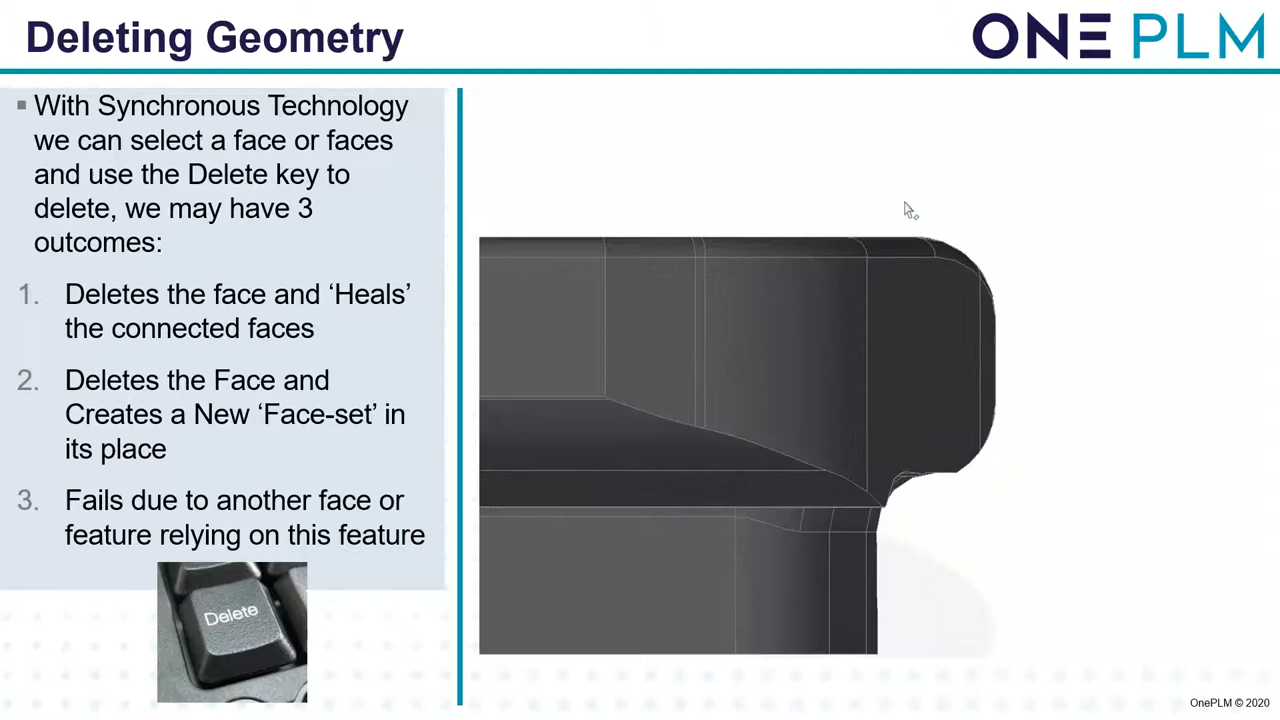 Deleting Geometry
ONE PLM
With Synchronous Technology
we can select a face or faces
and use the Delete key to
delete, we may have 3
outcomes:
1. Deletes the face and ‘Heals’
the connected faces
2. Deletes the Face and
Creates a New ‘Face-set’ in
its place
3. Fails due to another face or
feature relying on this feature
Delete
OnePLM © 2020